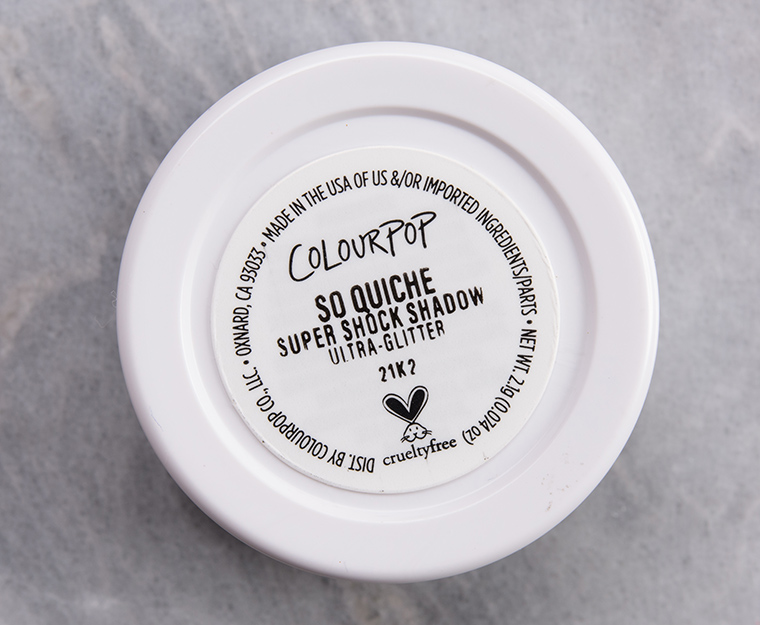 COLOURPOP
SO QUICHE
SUPER SHOCK SHADOW
ULTRA-GLITTER
21K2
crueltyfree
DIST. BY COLOURPOP CO., LLC. • OXNARD, CA 93033 • MADE IN THE USA OF US &/OR IMPORTED INGREDIENTS/PARTS • NET WT. 2.1g (0.074 oz)